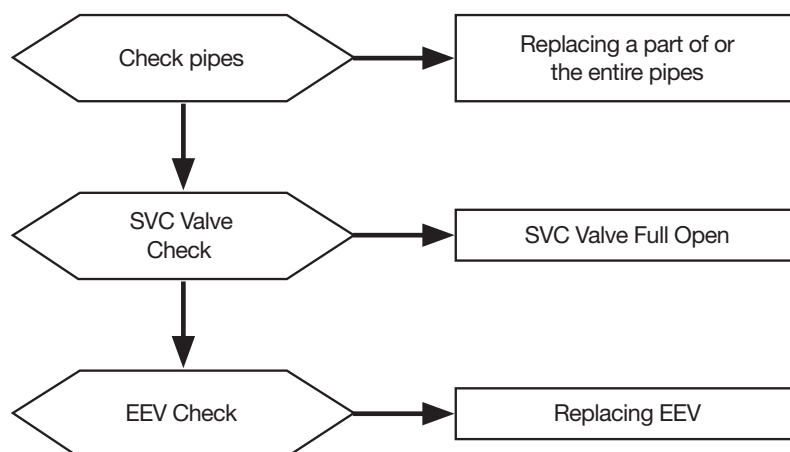 Check pipes
Replacing a part of or
the entire pipes
SVC Valve
Check
SVC Valve Full Open
EEV Check
Replacing EEV